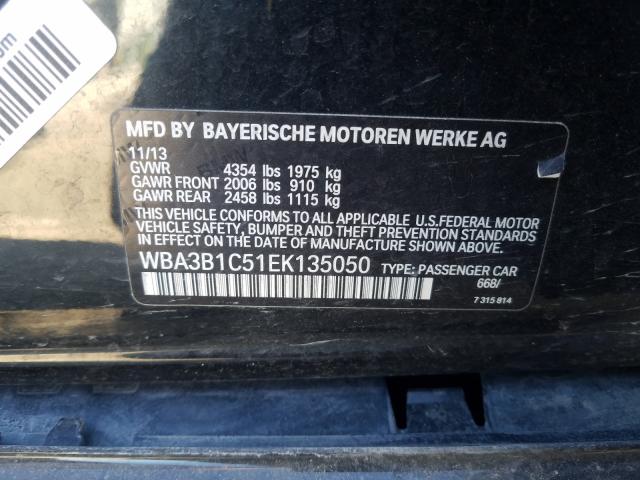 om
MFD BY BAYERISCHE MOTOREN WERKE AG
11/13
GVWR 4354 lbs 1975 kg
GAWR FRONT 2006 lbs 910 kg
GAWR REAR 2458 lbs 1115 kg
THIS VEHICLE CONFORMS TO ALL APPLICABLE U.S.FEDERAL MOTOR
VEHICLE SAFETY, BUMPER AND THEFT PREVENTION STANDARDS
IN EFFECT ON THE DATE OF MANUFACTURE SHOWN ABOVE.
WBA3B1C51EK135050 TYPE: PASSENGER CAR
668/
7 315 814